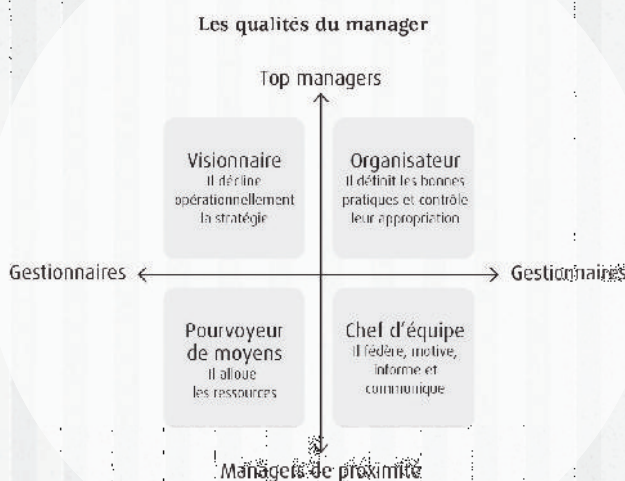 Les qualités du manager
Top managers
Visionnaire
Il décline
opérationnellement
la stratégie
Organisateur
Il définit les bonnes
pratiques et contrôle
leur appropriation
Gestionnaires
Gestionnaires
Pourvoyeur
de moyens
Il alloue
les ressources
Chef d'équipe
Il fédère, motive,
informe et
communique
Managers de proximité